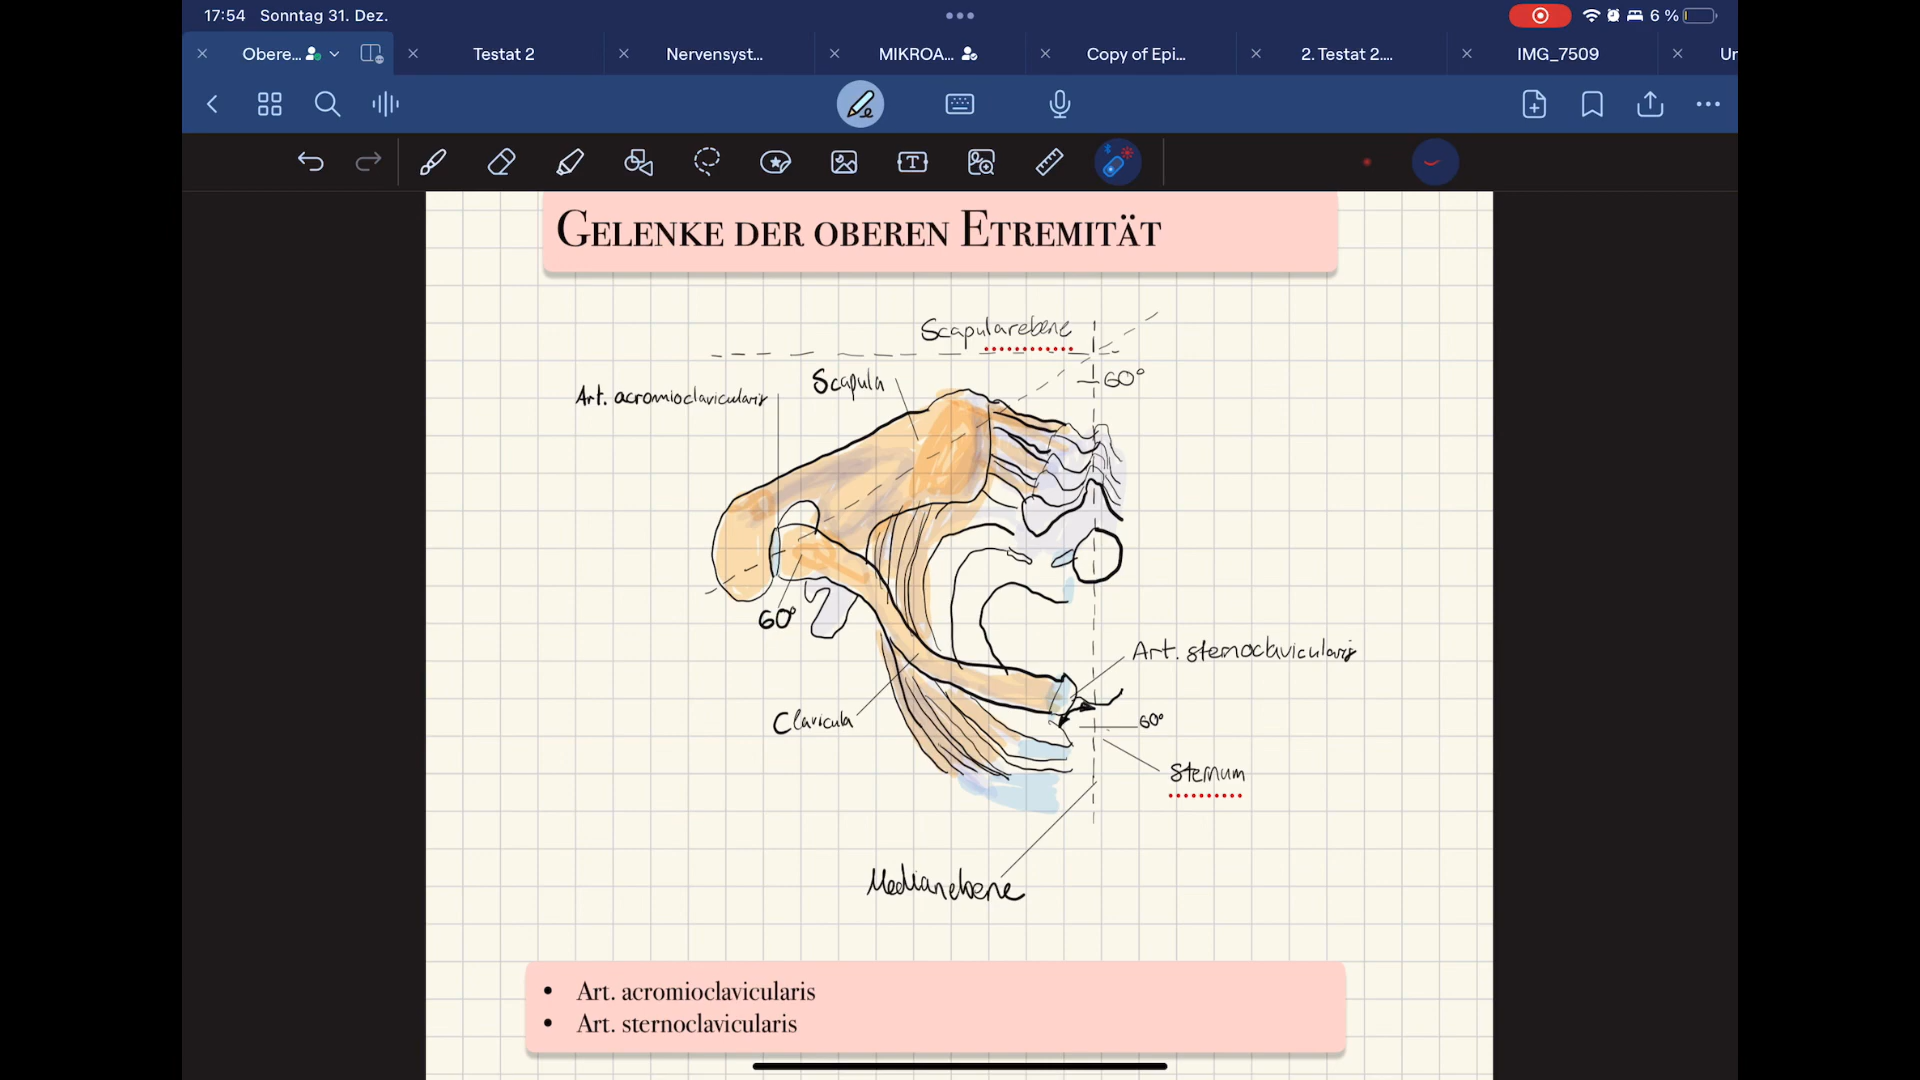 17:54 Sonntag 31. Dez.
6 %
Obere...
Testat 2
Nervensyst...
MIKROA...
Copy of Epi...
2. Testat 2....
IMG_7509
Ur
GELENKE DER OBEREN ETREMITÄT
Scapularebene
60°
Scapula
Art. acromioclavicularis
60°
Art. sternoclavicularis
Clavicula
60°
Sternum
Medianebene
• Art. acromioclavicularis
• Art. sternoclavicularis